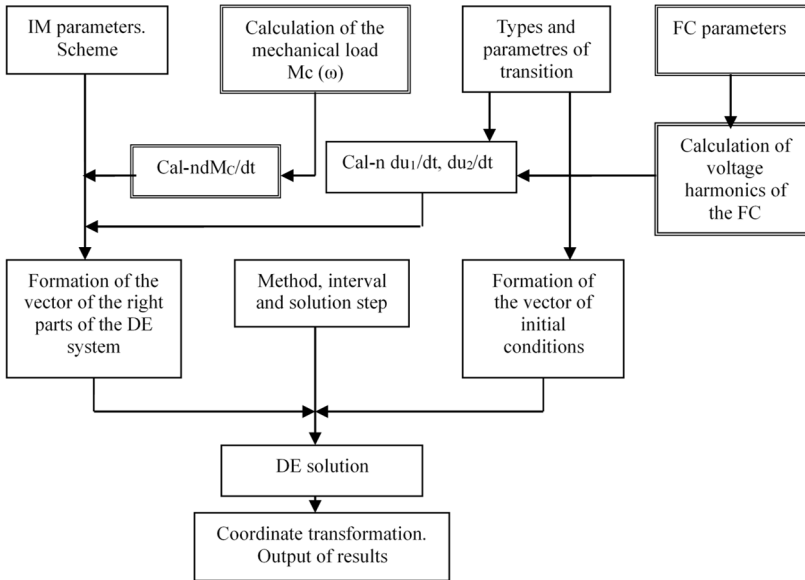 IM parameters.
Scheme
Calculation of the
mechanical load
Mc (ω)
Types and
parametres of
transition
FC parameters
Cal-ndMC/dt
Cal-n du1/dt, du2/dt
Calculation of
voltage
harmonics of
the FC
Formation of the
vector of the right
parts of the DE
system
Method, interval
and solution step
Formation of
the vector of
initial
conditions
DE solution
Coordinate transformation.
Output of results